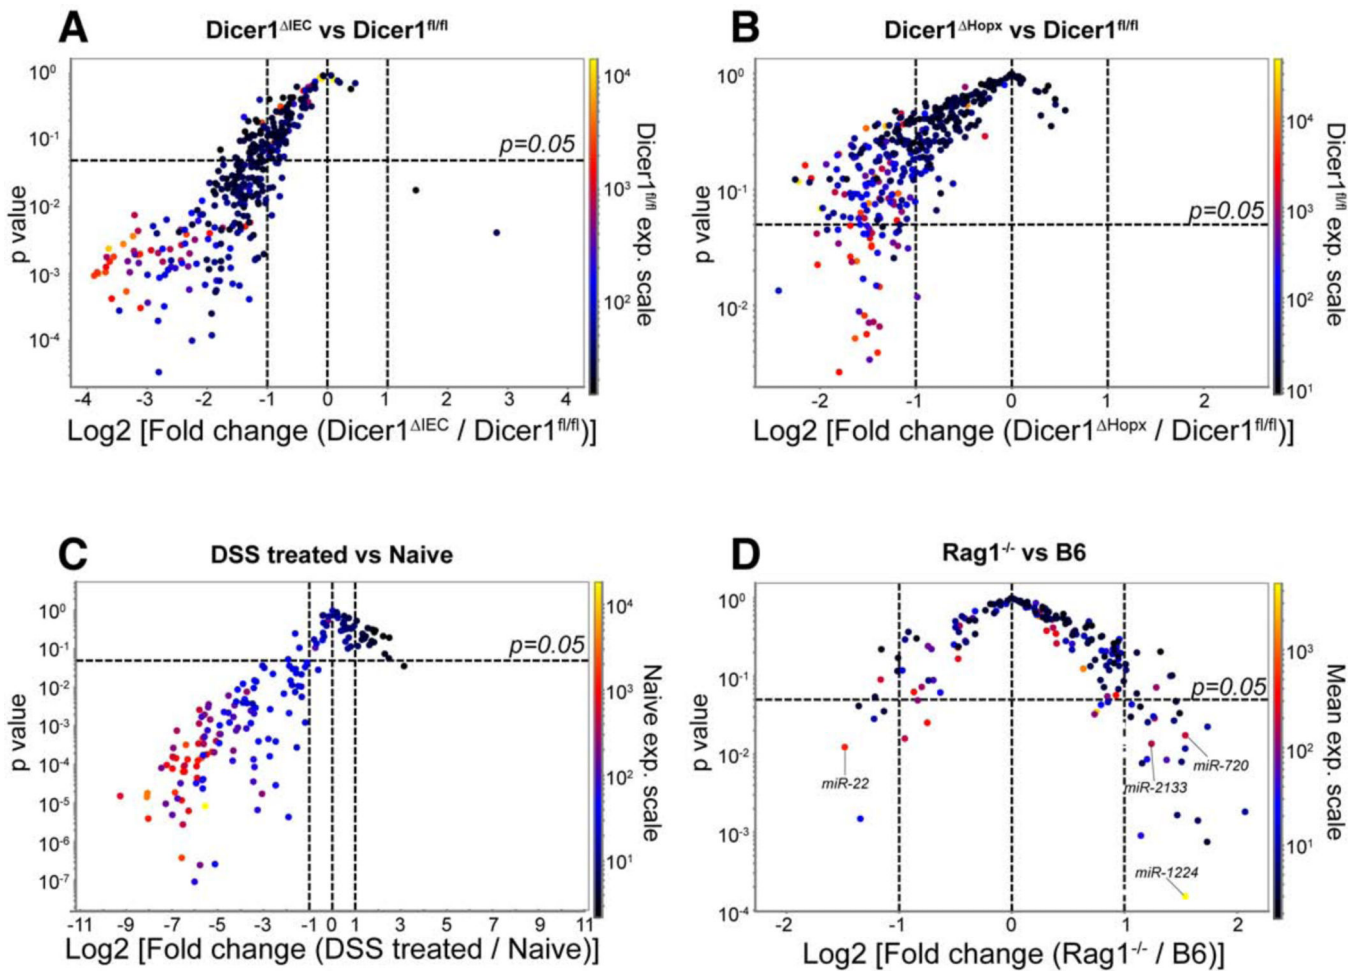 A
Dicer1ΔIEC vs Dicer1fl/fl
p value
10⁰
10⁻¹
10⁻²
10⁻³
10⁻⁴
p=0.05
-4 -3 -2 -1 0 1 2 3 4
Log2 [Fold change (Dicer1ΔIEC / Dicer1fl/fl)]
10⁴
10³
10²
Dicer1fl/fl exp. scale
B
Dicer1ΔHopx vs Dicer1fl/fl
p value
10⁰
10⁻¹
10⁻²
p=0.05
-2 -1 0 1 2
Log2 [Fold change (Dicer1ΔHopx / Dicer1fl/fl)]
10⁴
10³
10²
10¹
Dicer1fl/fl exp. scale
C
DSS treated vs Naive
p value
10⁰
10⁻¹
10⁻²
10⁻³
10⁻⁴
10⁻⁵
10⁻⁶
10⁻⁷
p=0.05
-11 -9 -7 -5 -3 -1 0 1 3 5 7 9 11
Log2 [Fold change (DSS treated / Naive)]
10⁴
10³
10²
10¹
Naive exp. scale
D
Rag1-/- vs B6
p value
10⁰
10⁻¹
10⁻²
10⁻³
10⁻⁴
p=0.05
miR-22
miR-720
miR-2133
miR-1224
-2 -1 0 1 2
Log2 [Fold change (Rag1-/- / B6)]
10³
10²
10¹
Mean exp. scale